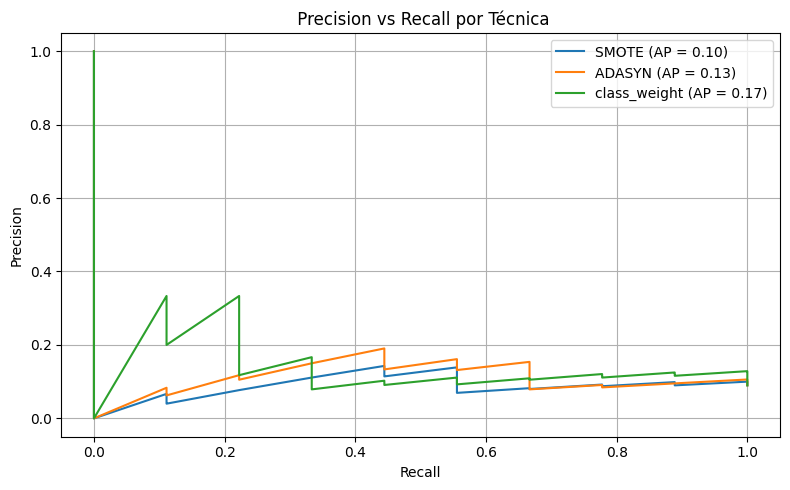 Precision vs Recall por Técnica
SMOTE (AP = 0.10)
ADASYN (AP = 0.13)
class_weight (AP = 0.17)
Precision
1.0
0.8
0.6
0.4
0.2
0.0
0.0 0.2 0.4 0.6 0.8 1.0
Recall